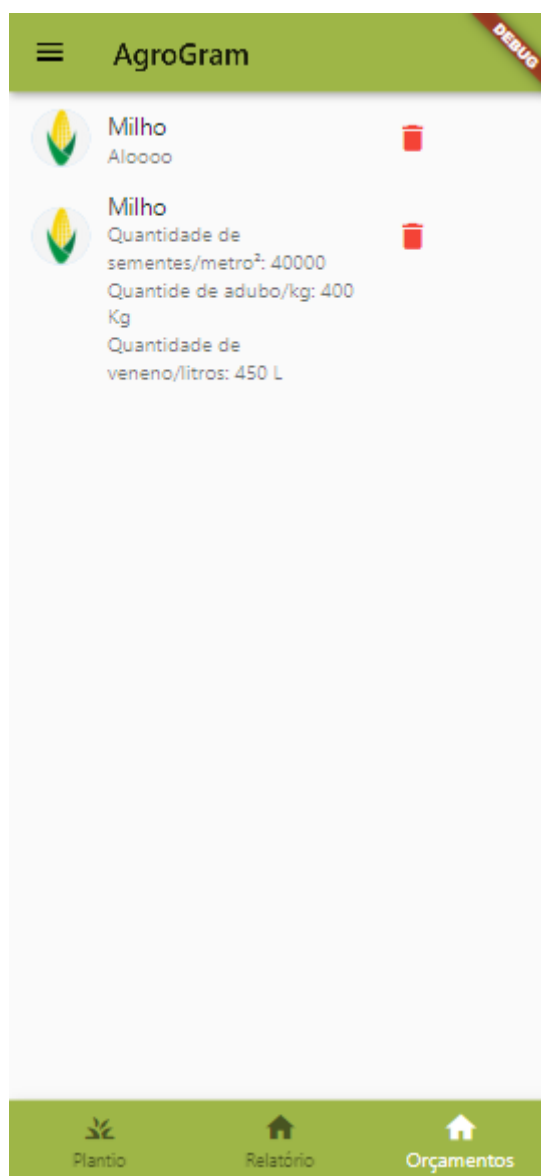 AgroGram
DEBUG
Milho
Aloooo
Milho
Quantidade de
sementes/metro²: 40000
Quantide de adubo/kg: 400
Kg
Quantidade de
veneno/litros: 450 L
Plantio
Relatório
Orçamentos